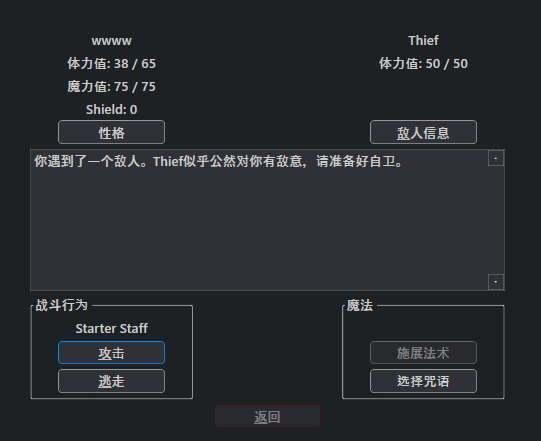 wwww
Thief
体力值: 38 / 65
体力值: 50 / 50
魔力值: 75 / 75
Shield: 0
性格
敌人信息
你遇到了一个敌人。Thief似乎公然对你有敌意，请准备好自卫。
战斗行为
魔法
Starter Staff
攻击
施展法术
逃走
选择咒语
返回